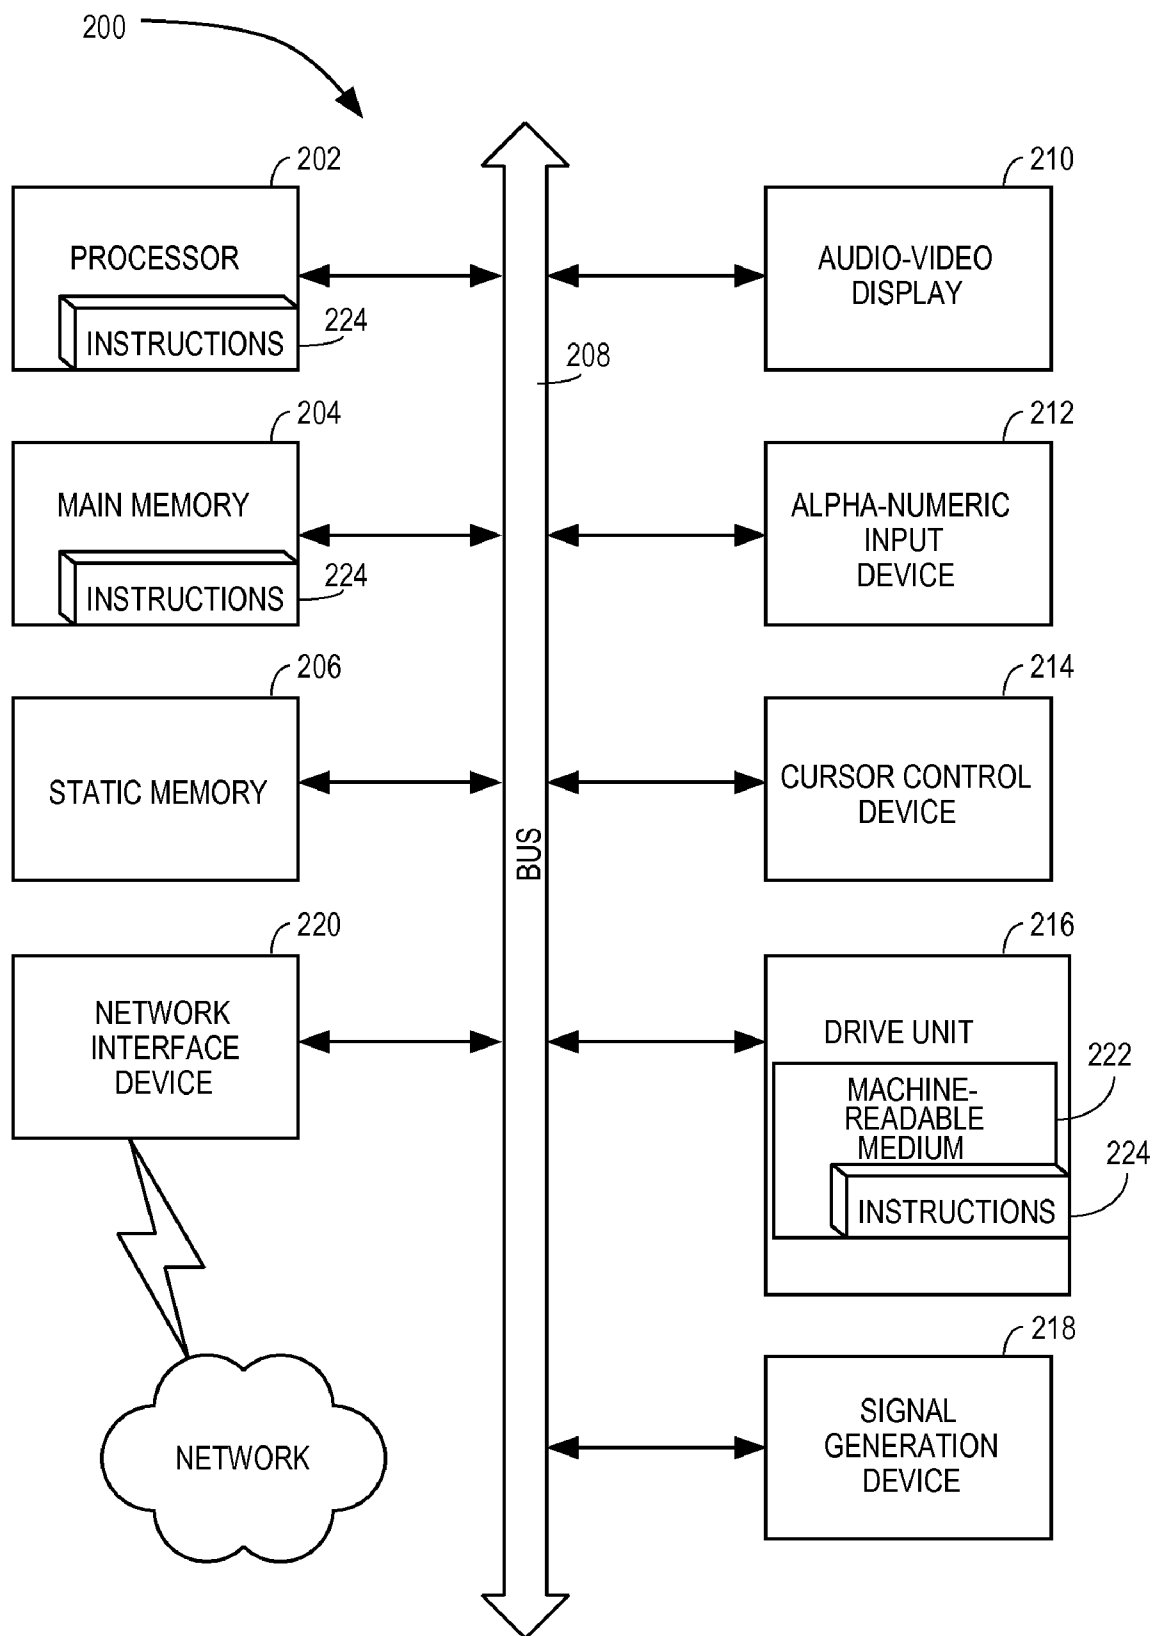 200
202
PROCESSOR
INSTRUCTIONS
224
204
MAIN MEMORY
INSTRUCTIONS
224
206
STATIC MEMORY
220
NETWORK
INTERFACE
DEVICE
NETWORK
208
BUS
210
AUDIO-VIDEO
DISPLAY
212
ALPHA-NUMERIC
INPUT
DEVICE
214
CURSOR CONTROL
DEVICE
216
DRIVE UNIT
222
MACHINE-
READABLE
MEDIUM
224
INSTRUCTIONS
218
SIGNAL
GENERATION
DEVICE